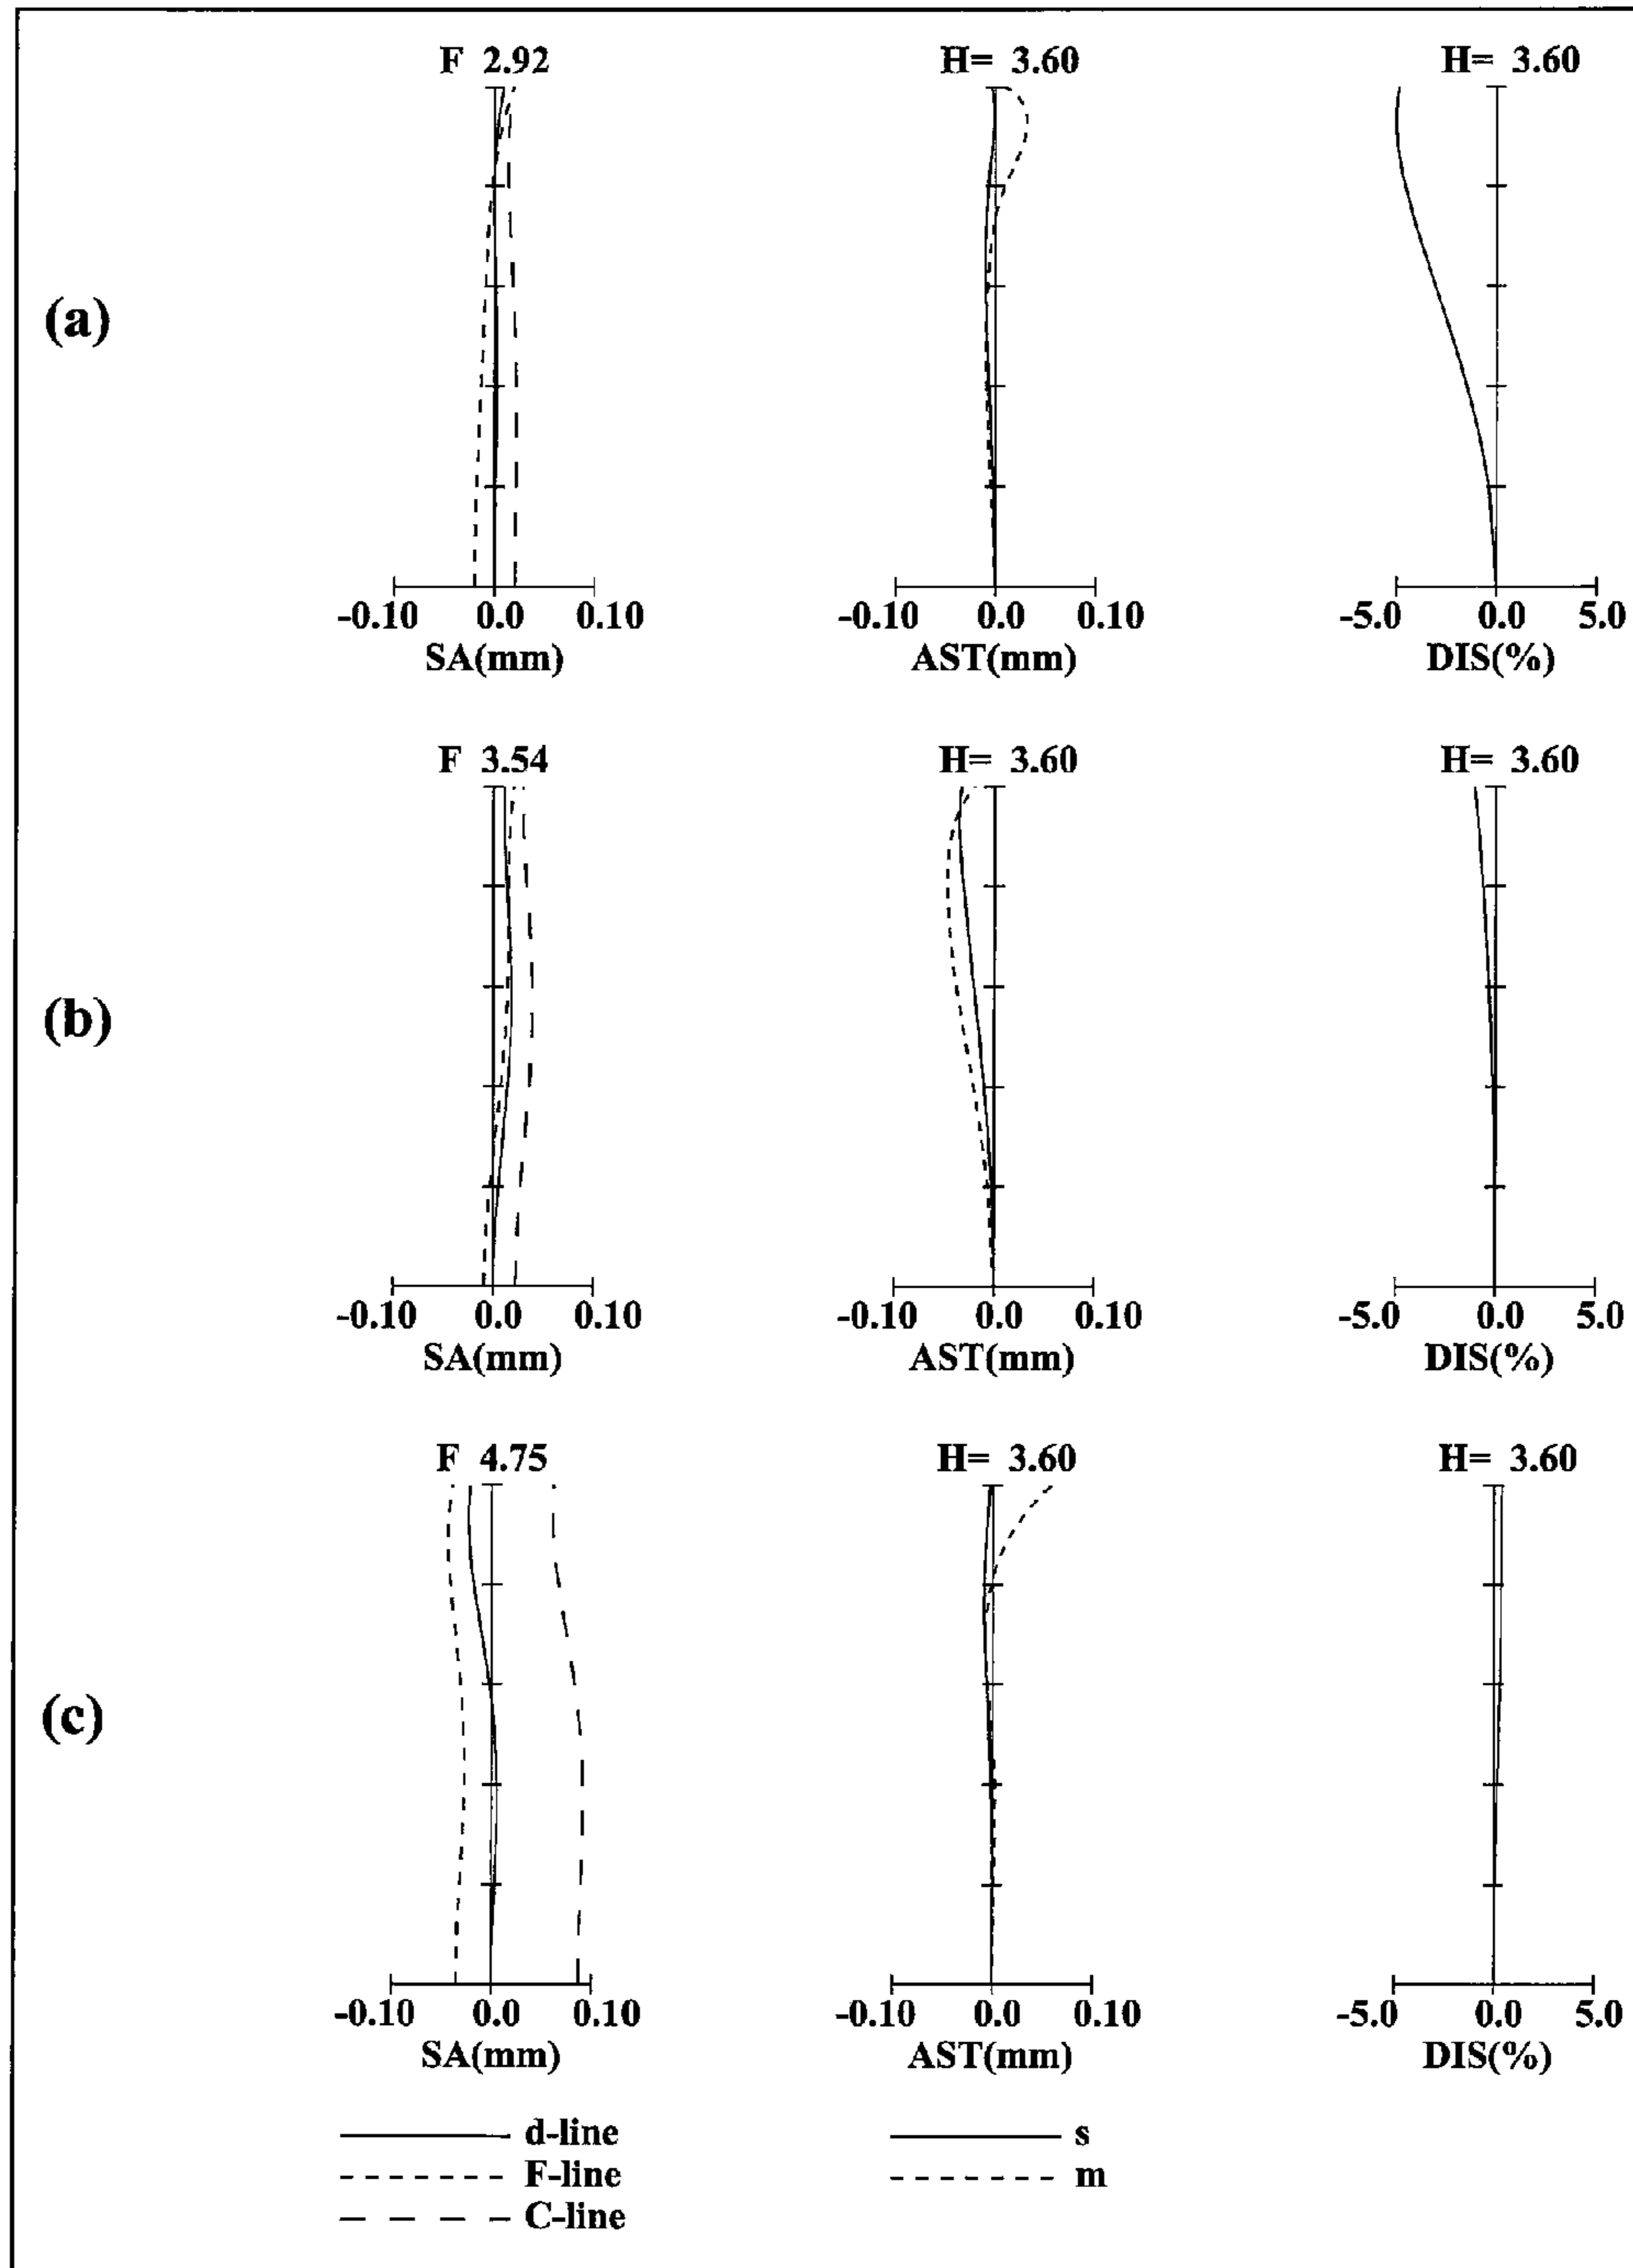 F 2.92 H= 3.60 H= 3.60
(a)
-0.10 0.0 0.10 -0.10 0.0 0.10 -5.0 0.0 5.0
SA(mm) AST(mm) DIS(%)
F 3.54 H= 3.60 H= 3.60
(b)
-0.10 0.0 0.10 -0.10 0.0 0.10 -5.0 0.0 5.0
SA(mm) AST(mm) DIS(%)
F 4.75 H= 3.60 H= 3.60
(c)
-0.10 0.0 0.10 -0.10 0.0 0.10 -5.0 0.0 5.0
SA(mm) AST(mm) DIS(%)
d-line s
F-line m
C-line